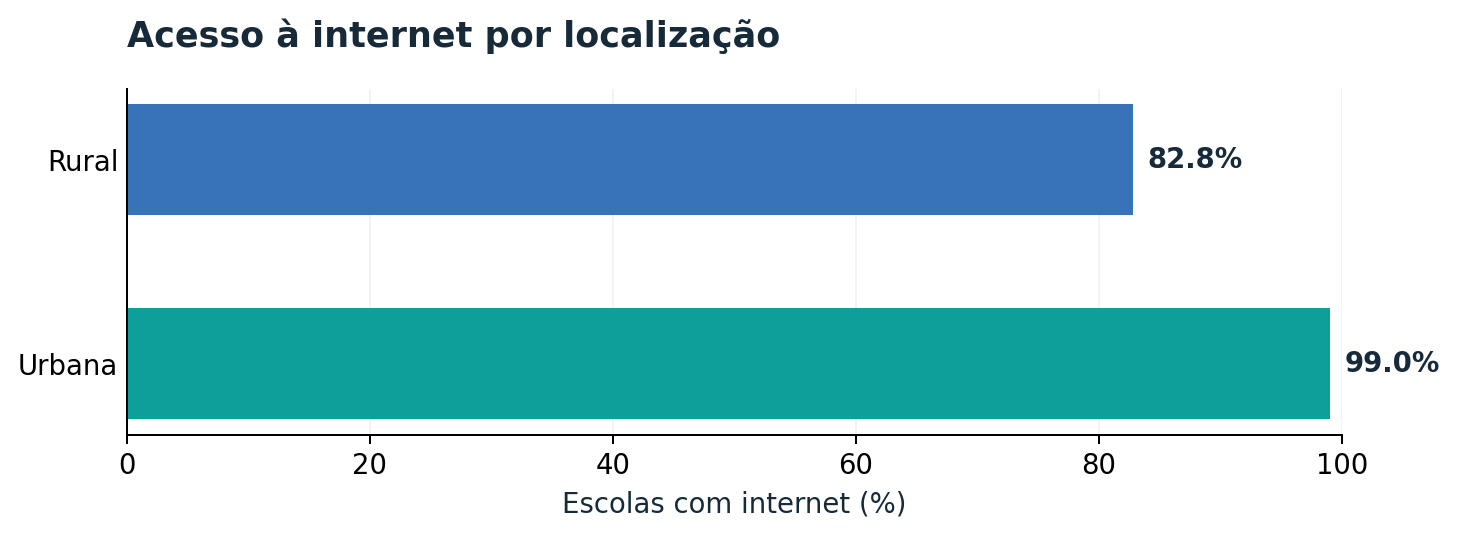 Acesso à internet por localização
Rural
82.8%
Urbana
99.0%
0 20 40 60 80 100
Escolas com internet (%)